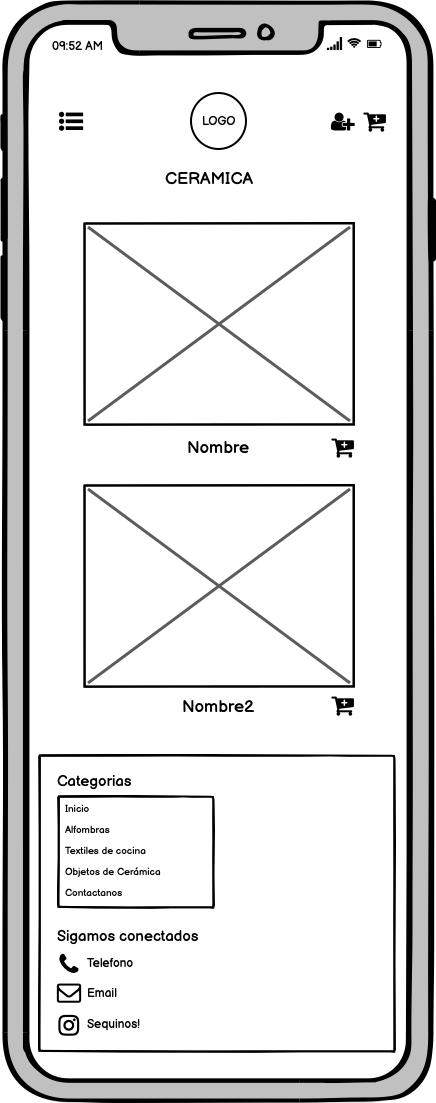 09:52 AM
LOGO
CERAMICA
Nombre
Nombre2
Categorias
Inicio
Alfombras
Textiles de cocina
Objetos de Cerámica
Contactanos
Sigamos conectados
Telefono
Email
Sequinos!